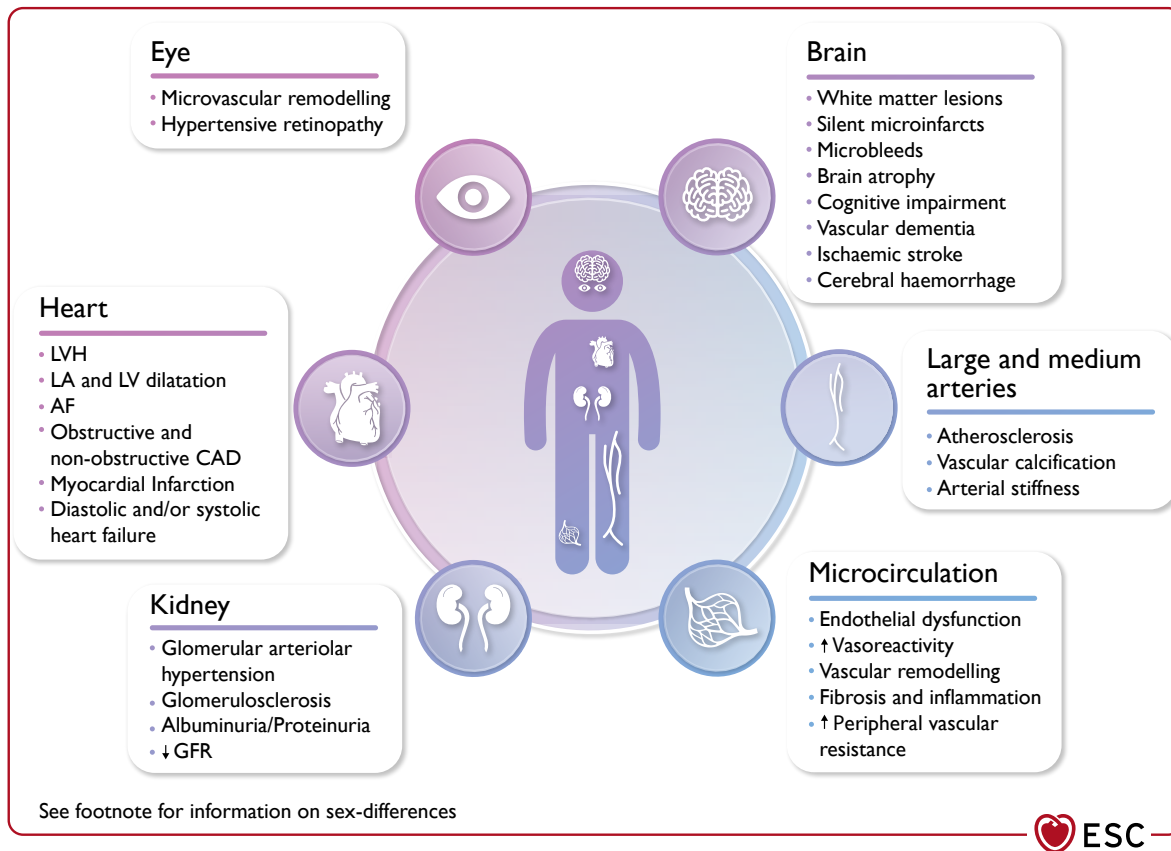 Eye
• Microvascular remodelling
• Hypertensive retinopathy
Brain
• White matter lesions
• Silent microinfarcts
• Microbleeds
• Brain atrophy
• Cognitive impairment
• Vascular dementia
• Ischaemic stroke
• Cerebral haemorrhage
Heart
• LVH
• LA and LV dilatation
• AF
• Obstructive and
non-obstructive CAD
• Myocardial Infarction
• Diastolic and/or systolic
heart failure
Large and medium
arteries
• Atherosclerosis
• Vascular calcification
• Arterial stiffness
Kidney
• Glomerular arteriolar
hypertension
• Glomerulosclerosis
• Albuminuria/Proteinuria
• ↓ GFR
Microcirculation
• Endothelial dysfunction
• ↑ Vasoreactivity
• Vascular remodelling
• Fibrosis and inflammation
• ↑ Peripheral vascular
resistance
See footnote for information on sex-differences
ESC